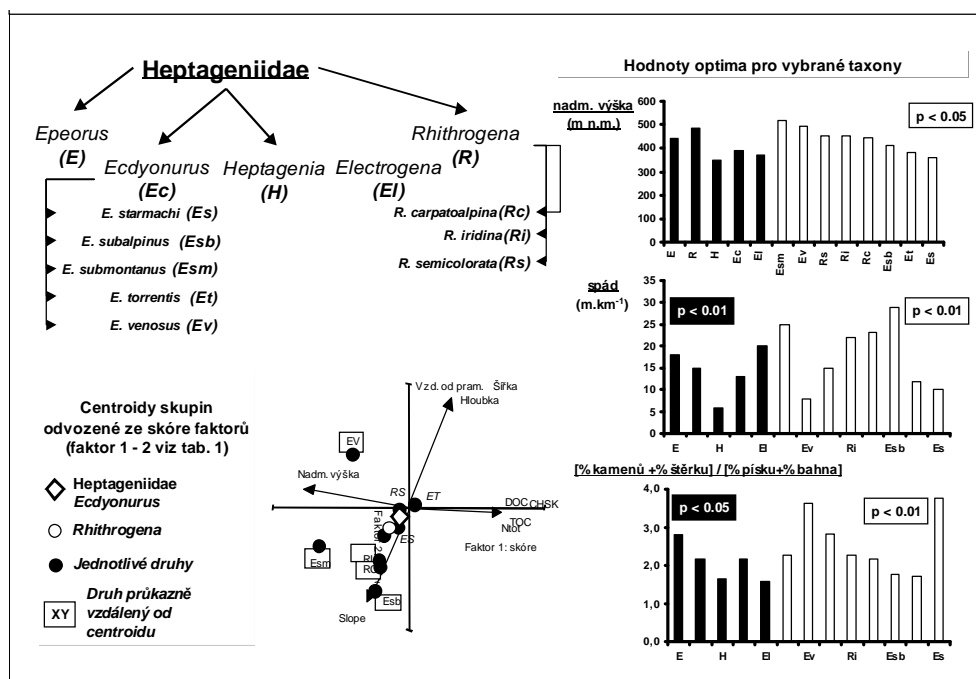 Heptageniidae
Epeorus
(E)
Ecdyonurus
(Ec)
Heptagenia
(H)
Electrogena
(El)
Rhithrogena
(R)
E. starmachi (Es)
E. subalpinus (Esb)
E. submontanus (Esm)
E. torrentis (Et)
E. venosus (Ev)
R. carpatoalpina (Rc)
R. iridina (Ri)
R. semicolorata (Rs)
Centroidy skupin
odvozené ze skóre faktorů
(faktor 1 - 2 viz tab. 1)
Heptageniidae
Ecdyonurus
Rhithrogena
Jednotlivé druhy
XY
Druh průkazně
vzdálený od
centroidu
Vzd. od pram. Šířka
Hloubka
EV
Nadm. výška
RS
ET
DOC CHSK
TOC
Ntot
ES
Faktor 1: skóre
Esm
Esb
Slope
Hodnoty optima pro vybrané taxony
nadm. výška
(m n.m.)
p < 0.05
600
500
400
300
200
100
0
E R H Ec El Esm Ev Rs Ri Rc Esb Et Es
spád
(m.km-1)
p < 0.01
p < 0.01
35
30
25
20
15
10
5
0
E H El Ev Ri Esb Es
[% kamenů +% štěrku] / [% písku+% bahna]
p < 0.05
p < 0.01
4,0
3,0
2,0
1,0
0,0
E H El Ev Ri Esb Es